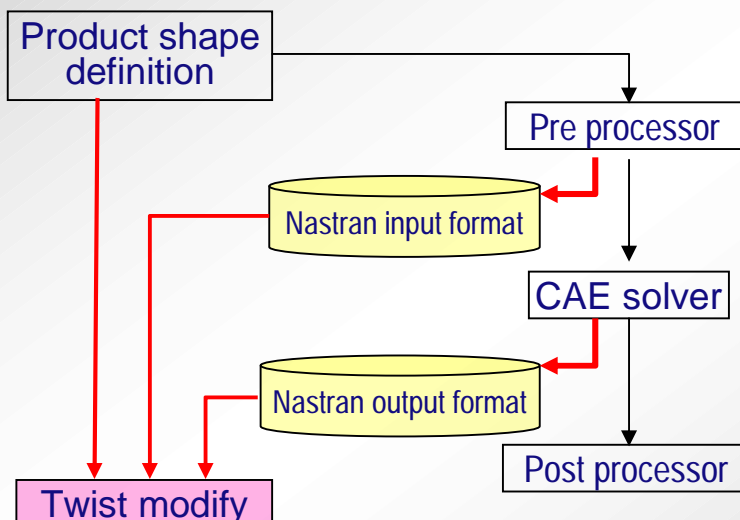 Product shape
definition
Pre processor
Nastran input format
CAE solver
Nastran output format
Post processor
Twist modify